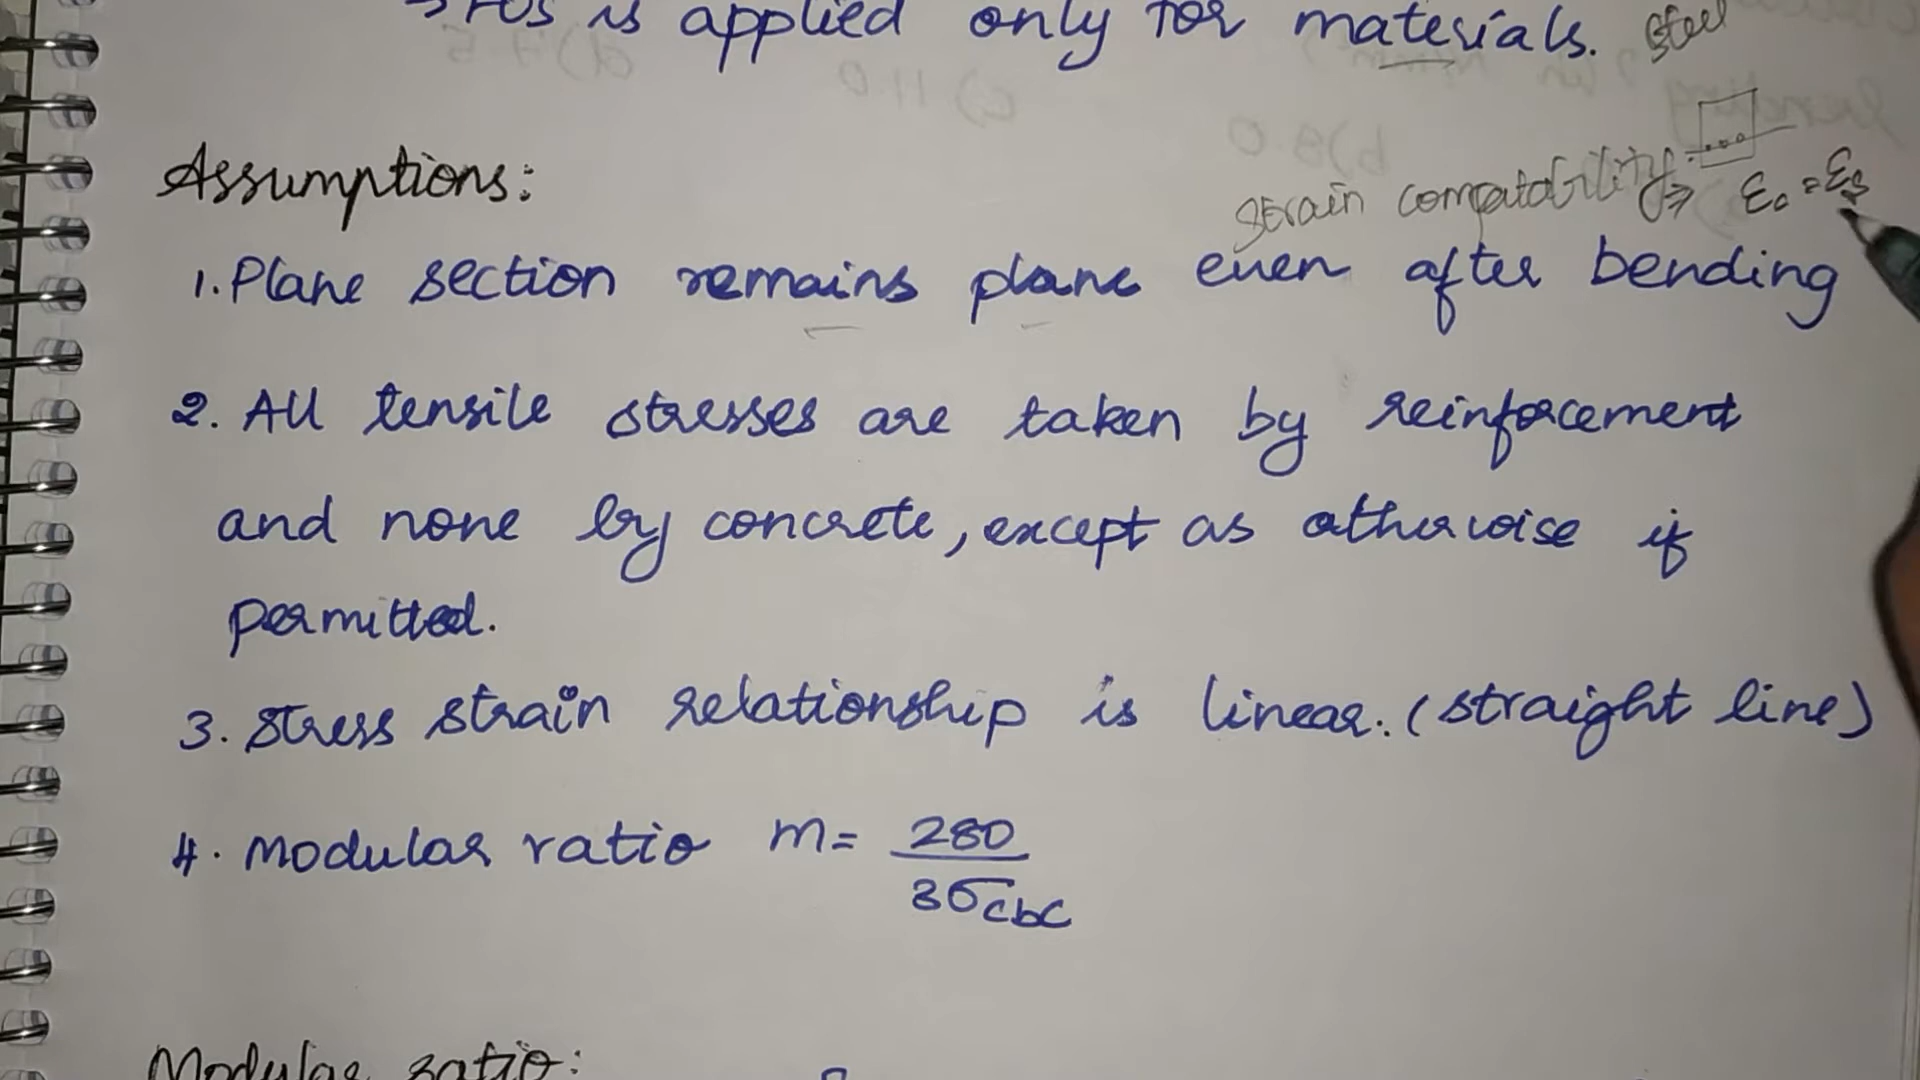 → FOS is applied only for materials. Steel
Assumptions:
Strain compatability ⇒ εc = εs
1. Plane section remains plane even after bending
2. All tensile stresses are taken by reinforcement
and none by concrete, except as otherwise if
permitted.
3. Stress strain relationship is linear. (straight line)
4. Modular ratio m = 280
3σcbc
Modular ratio: